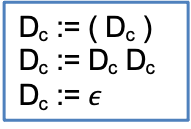 Dc := ( Dc )
Dc := Dc Dc
Dc := ϵ